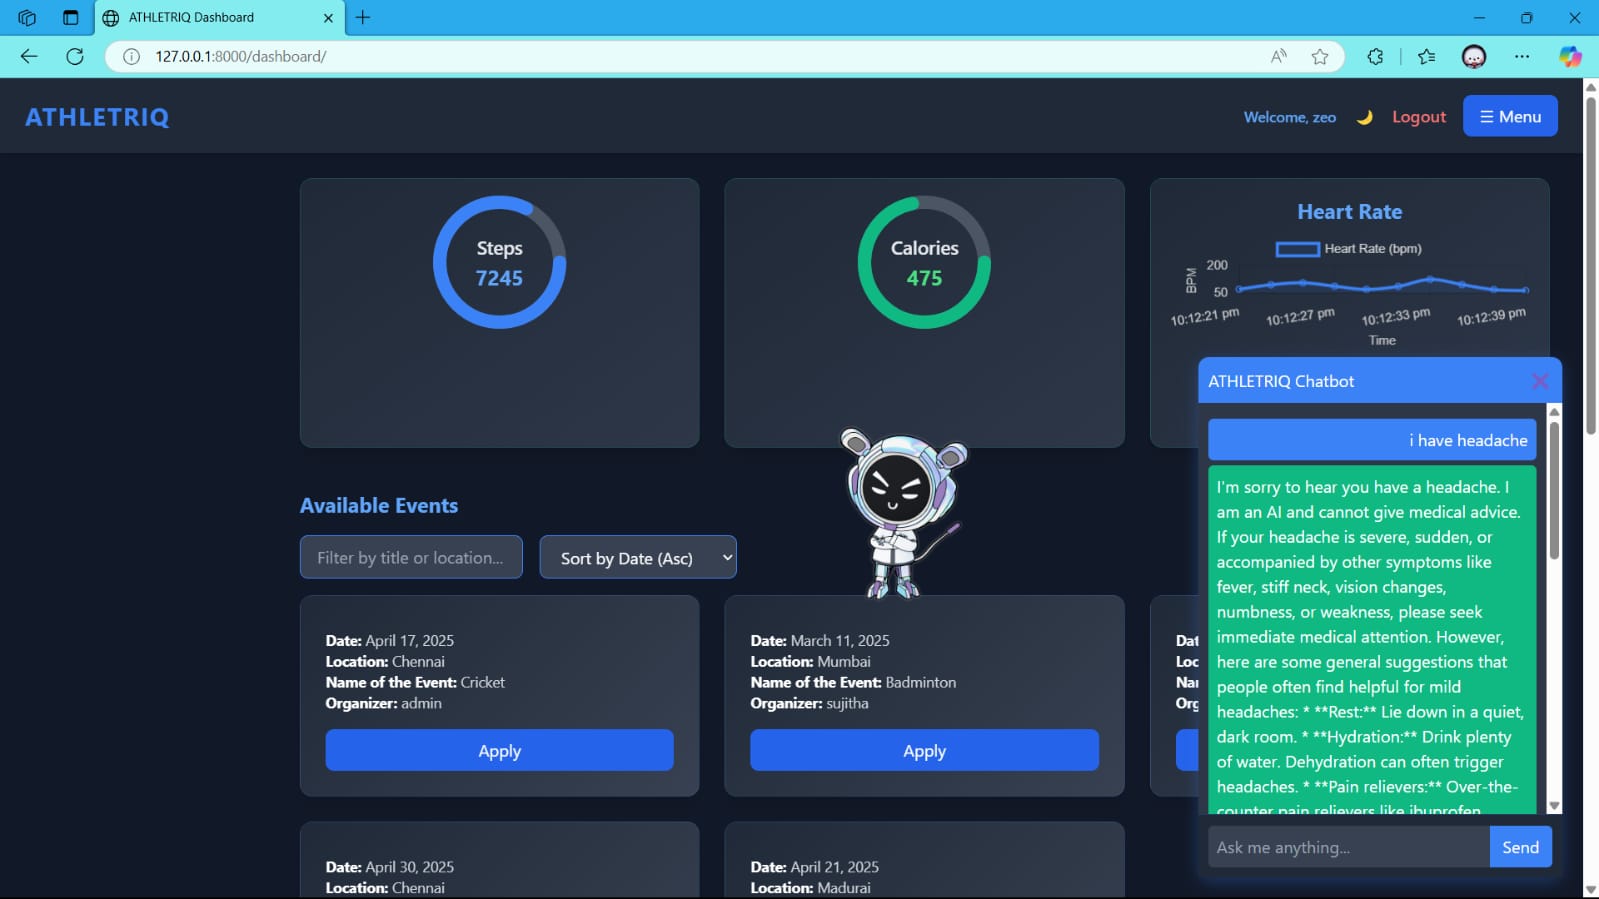 ATHLETRIQ Dashboard
127.0.0.1:8000/dashboard/
ATHLETRIQ
Welcome, zeo
Logout
☰ Menu
Steps
7245
Calories
475
Heart Rate
Heart Rate (bpm)
BPM
200
50
10:12:21 pm
10:12:27 pm
10:12:33 pm
10:12:39 pm
Time
Available Events
Filter by title or location...
Sort by Date (Asc)
Date: April 17, 2025
Location: Chennai
Name of the Event: Cricket
Organizer: admin
Apply
Date: March 11, 2025
Location: Mumbai
Name of the Event: Badminton
Organizer: sujitha
Apply
Dat
Loc
Nar
Org
Date: April 30, 2025
Location: Chennai
Date: April 21, 2025
Location: Madurai
ATHLETRIQ Chatbot
i have headache
I'm sorry to hear you have a headache. I
am an AI and cannot give medical advice.
If your headache is severe, sudden, or
accompanied by other symptoms like
fever, stiff neck, vision changes,
numbness, or weakness, please seek
immediate medical attention. However,
here are some general suggestions that
people often find helpful for mild
headaches: * **Rest:** Lie down in a quiet,
dark room. * **Hydration:** Drink plenty
of water. Dehydration can often trigger
headaches. * **Pain relievers:** Over-the-
counter pain relievers like ibuprofen
Ask me anything...
Send